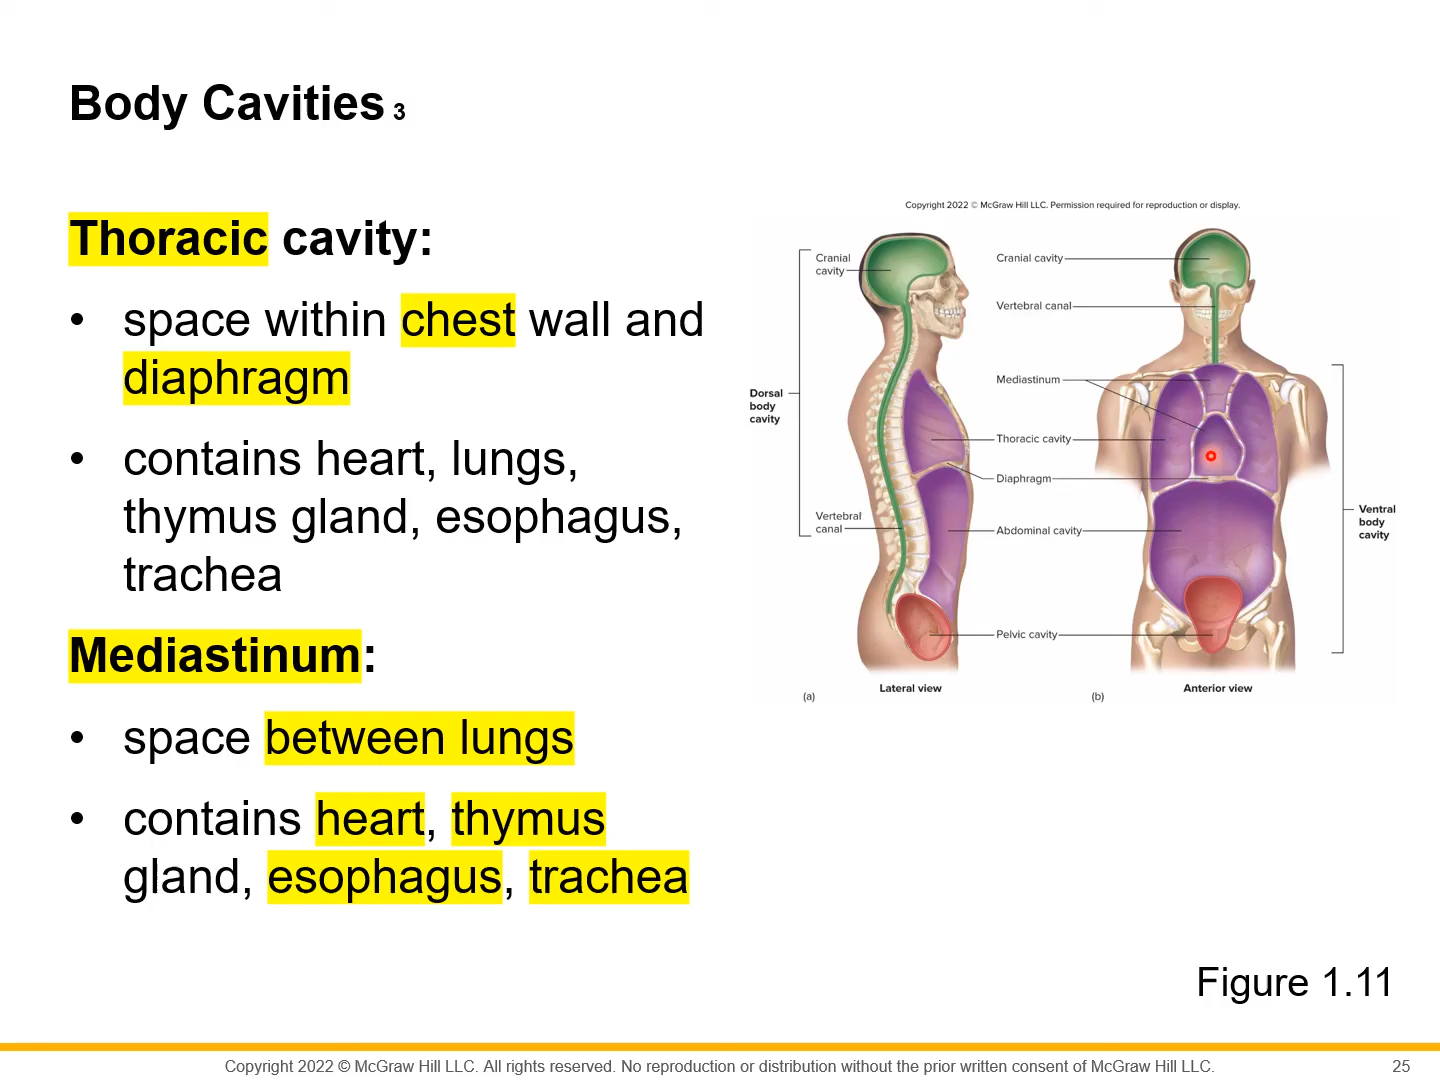 Body Cavities 3
Thoracic cavity:
• space within chest wall and
diaphragm
• contains heart, lungs,
thymus gland, esophagus,
trachea
Mediastinum:
• space between lungs
• contains heart, thymus
gland, esophagus, trachea
Copyright 2022 © McGraw Hill LLC. Permission required for reproduction or display.
Cranial
cavity
Dorsal
body
cavity
Vertebral
canal
Cranial cavity
Vertebral canal
Mediastinum
Thoracic cavity
Diaphragm
Abdominal cavity
Pelvic cavity
Ventral
body
cavity
(a)
Lateral view
(b)
Anterior view
Figure 1.11
Copyright 2022 © McGraw Hill LLC. All rights reserved. No reproduction or distribution without the prior written consent of McGraw Hill LLC.
25